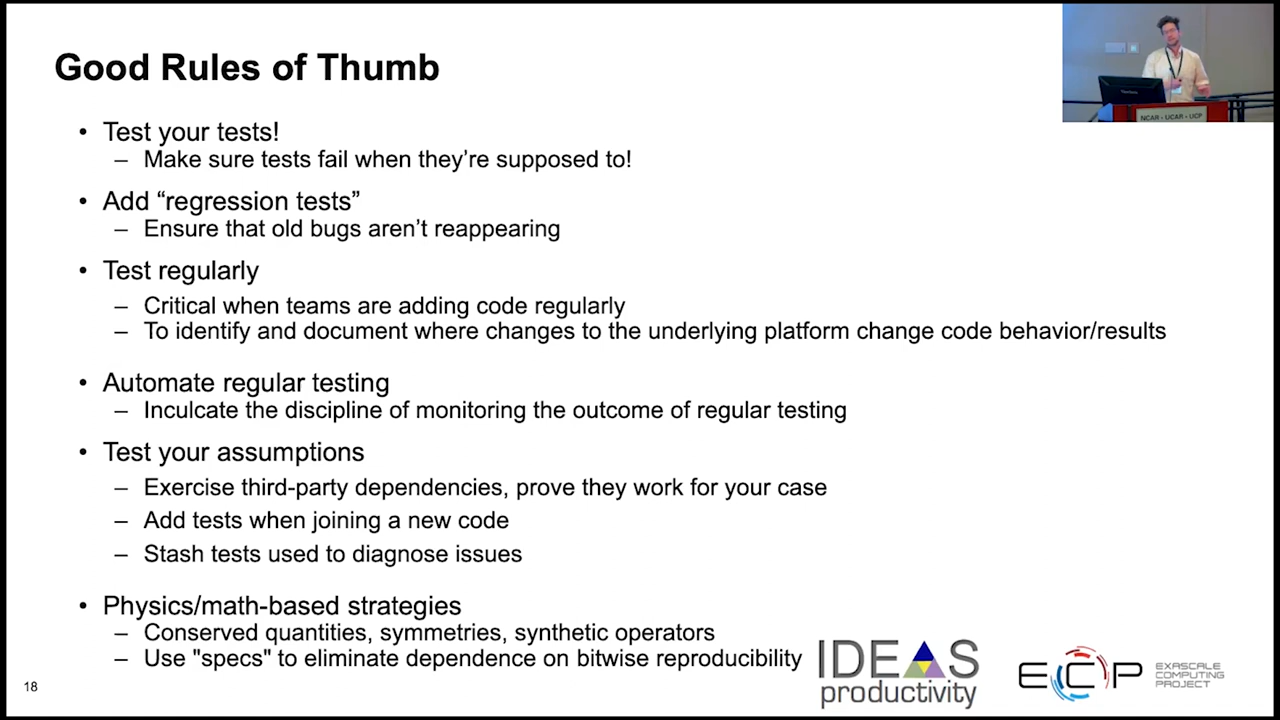 Good Rules of Thumb
• Test your tests!
– Make sure tests fail when they're supposed to!
• Add “regression tests”
– Ensure that old bugs aren't reappearing
• Test regularly
– Critical when teams are adding code regularly
– To identify and document where changes to the underlying platform change code behavior/results
• Automate regular testing
– Inculcate the discipline of monitoring the outcome of regular testing
• Test your assumptions
– Exercise third-party dependencies, prove they work for your case
– Add tests when joining a new code
– Stash tests used to diagnose issues
• Physics/math-based strategies
– Conserved quantities, symmetries, synthetic operators
– Use "specs" to eliminate dependence on bitwise reproducibility
18
IDEAS
productivity
ECP
EXASCALE
COMPUTING
PROJECT
NCAR • UCAR • UCP